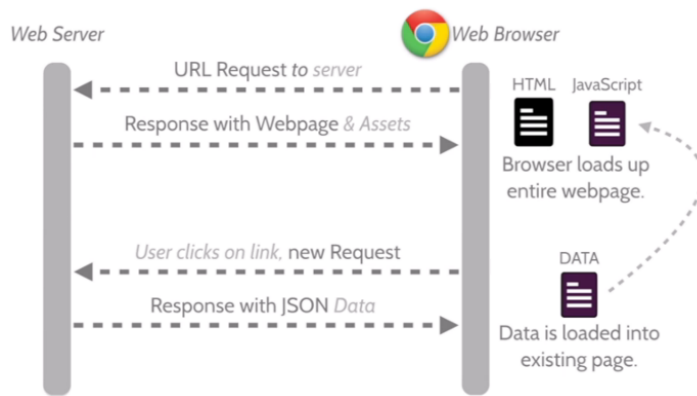 Web Server
Web Browser
URL Request to server
HTML
JavaScript
Response with Webpage & Assets
Browser loads up
entire webpage.
User clicks on link, new Request
DATA
Response with JSON Data
Data is loaded into
existing page.